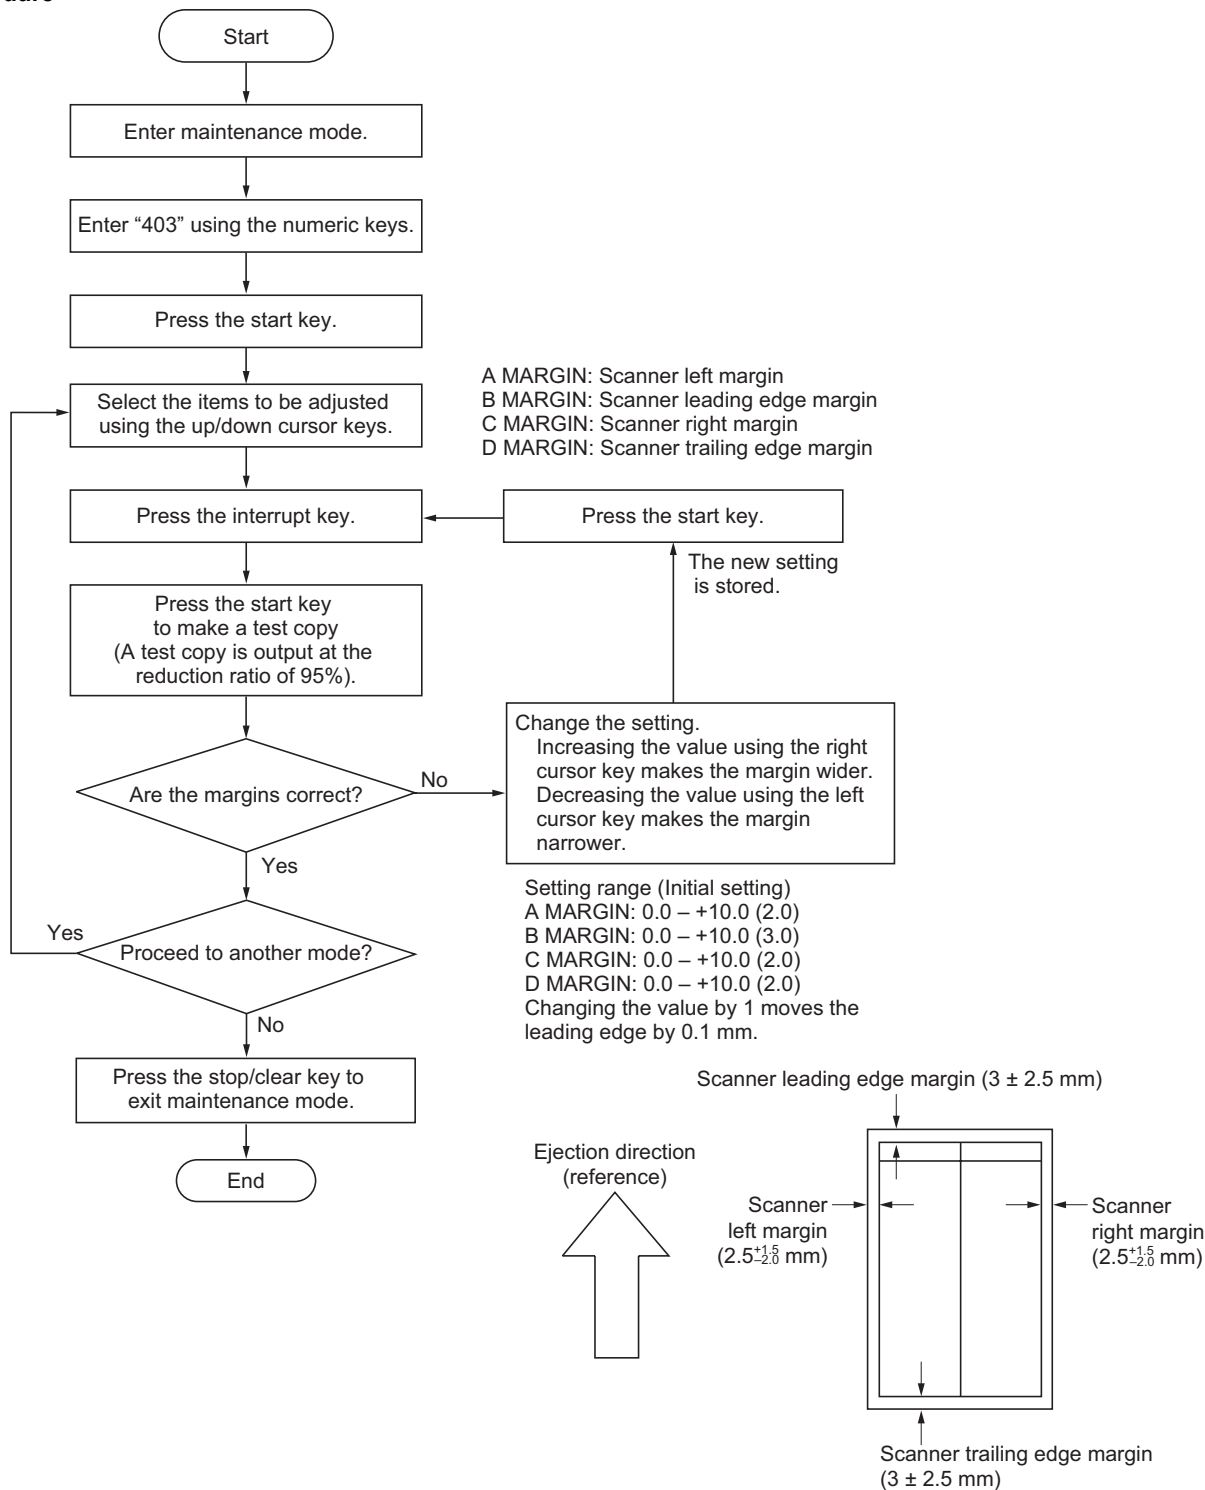 Start
Enter maintenance mode.
Enter “403” using the numeric keys.
Press the start key.
Select the items to be adjusted
using the up/down cursor keys.
A MARGIN: Scanner left margin
B MARGIN: Scanner leading edge margin
C MARGIN: Scanner right margin
D MARGIN: Scanner trailing edge margin
Press the interrupt key.
Press the start key.
The new setting
is stored.
Press the start key
to make a test copy
(A test copy is output at the
reduction ratio of 95%).
Change the setting.
Increasing the value using the right
cursor key makes the margin wider.
Decreasing the value using the left
cursor key makes the margin
narrower.
Are the margins correct?
No
Yes
Setting range (Initial setting)
A MARGIN: 0.0 – +10.0 (2.0)
B MARGIN: 0.0 – +10.0 (3.0)
C MARGIN: 0.0 – +10.0 (2.0)
D MARGIN: 0.0 – +10.0 (2.0)
Changing the value by 1 moves the
leading edge by 0.1 mm.
Yes
Proceed to another mode?
No
Press the stop/clear key to
exit maintenance mode.
End
Scanner leading edge margin (3 ± 2.5 mm)
Ejection direction
(reference)
Scanner
left margin
(2.5+1.5–2.0 mm)
Scanner
right margin
(2.5+1.5–2.0 mm)
Scanner trailing edge margin
(3 ± 2.5 mm)